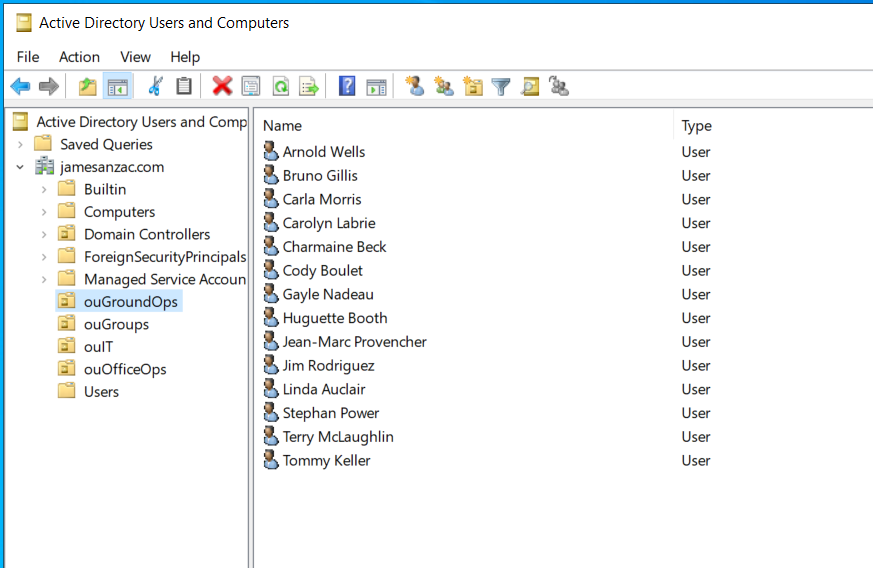 Active Directory Users and Computers
File Action View Help
Active Directory Users and Comp
Saved Queries
jamesanzac.com
Builtin
Computers
Domain Controllers
ForeignSecurityPrincipals
Managed Service Accoun
ouGroundOps
ouGroups
ouIT
ouOfficeOps
Users
Name Type
Arnold Wells User
Bruno Gillis User
Carla Morris User
Carolyn Labrie User
Charmaine Beck User
Cody Boulet User
Gayle Nadeau User
Huguette Booth User
Jean-Marc Provencher User
Jim Rodriguez User
Linda Auclair User
Stephan Power User
Terry McLaughlin User
Tommy Keller User